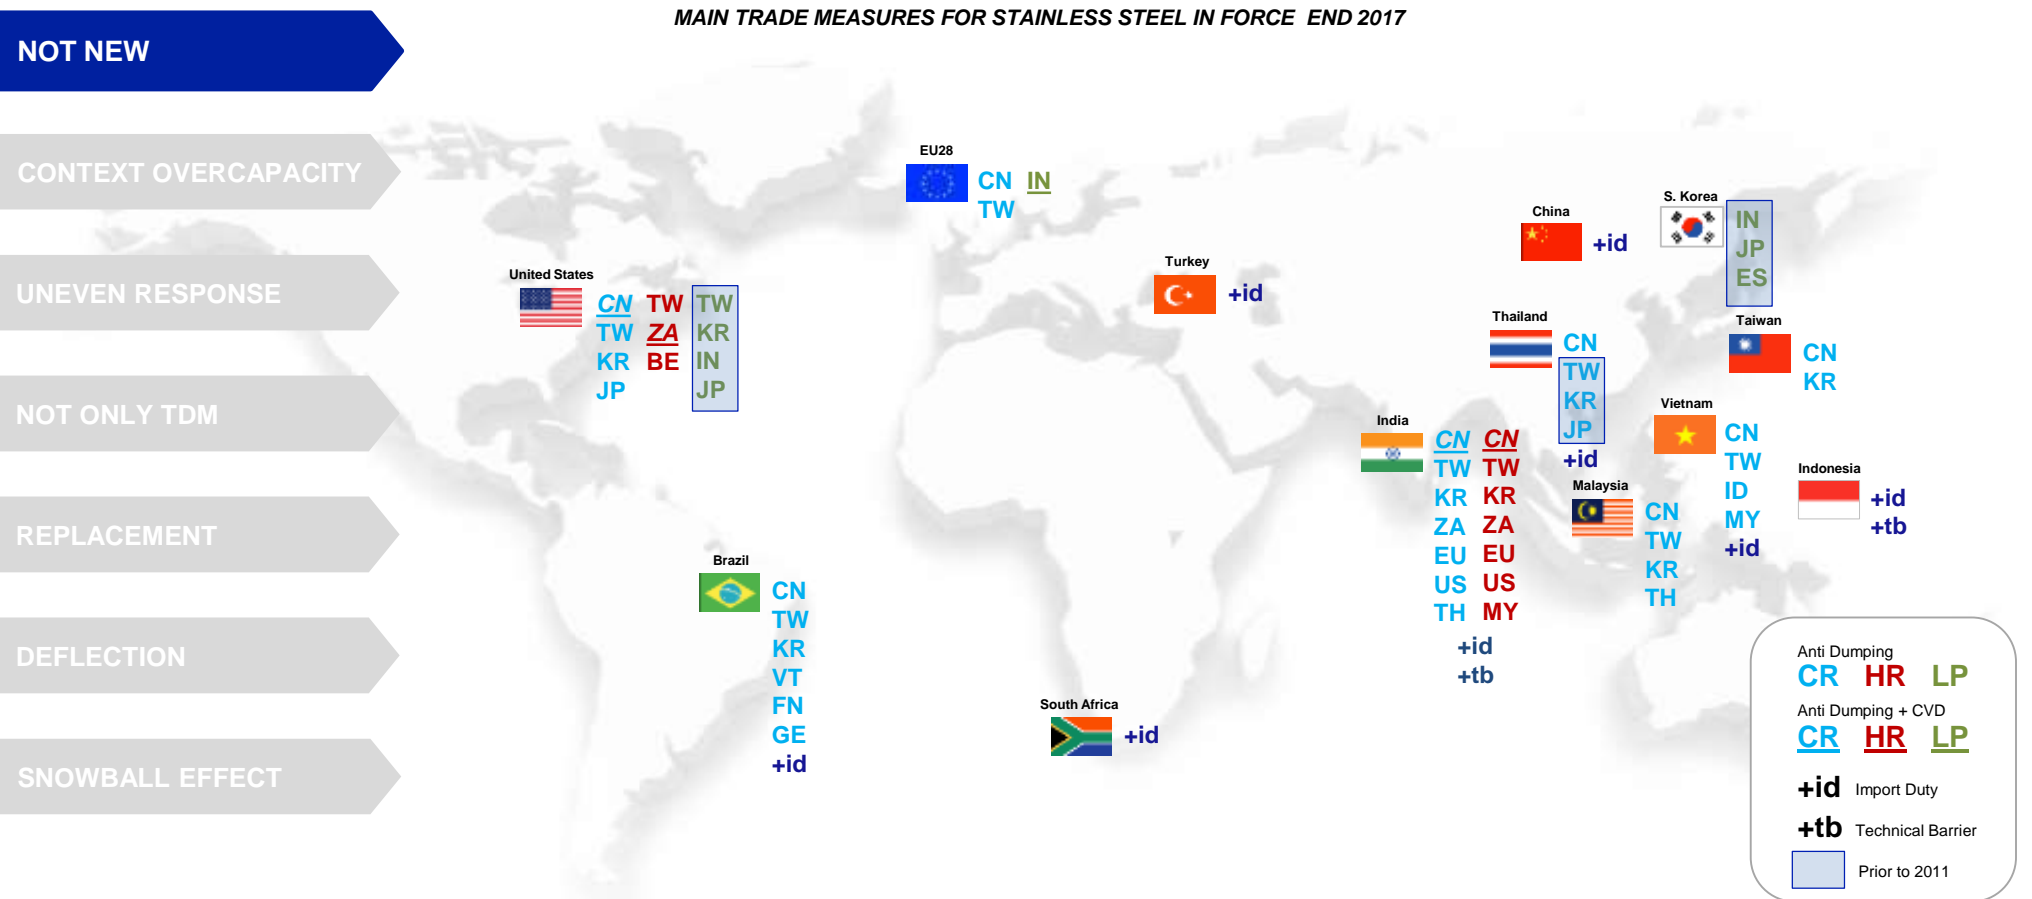 MAIN TRADE MEASURES FOR STAINLESS STEEL IN FORCE END 2017
NOT NEW
CONTEXT OVERCAPACITY
UNEVEN RESPONSE
NOT ONLY TDM
REPLACEMENT
DEFLECTION
SNOWBALL EFFECT
United States
CN TW TW
TW ZA KR
KR BE IN
JP JP
EU28
CN IN
TW
Turkey
+id
China
+id
S. Korea
IN
JP
ES
Thailand
CN
TW
KR
JP
+id
Taiwan
CN
KR
India
CN CN
TW TW
KR KR
ZA ZA
EU EU
US US
TH MY
+id
+tb
Vietnam
CN
TW
ID
MY
+id
Malaysia
CN
TW
KR
TH
Indonesia
+id
+tb
Brazil
CN
TW
KR
VT
FN
GE
+id
South Africa
+id
Anti Dumping
CR HR LP
Anti Dumping + CVD
CR HR LP
+id Import Duty
+tb Technical Barrier
Prior to 2011